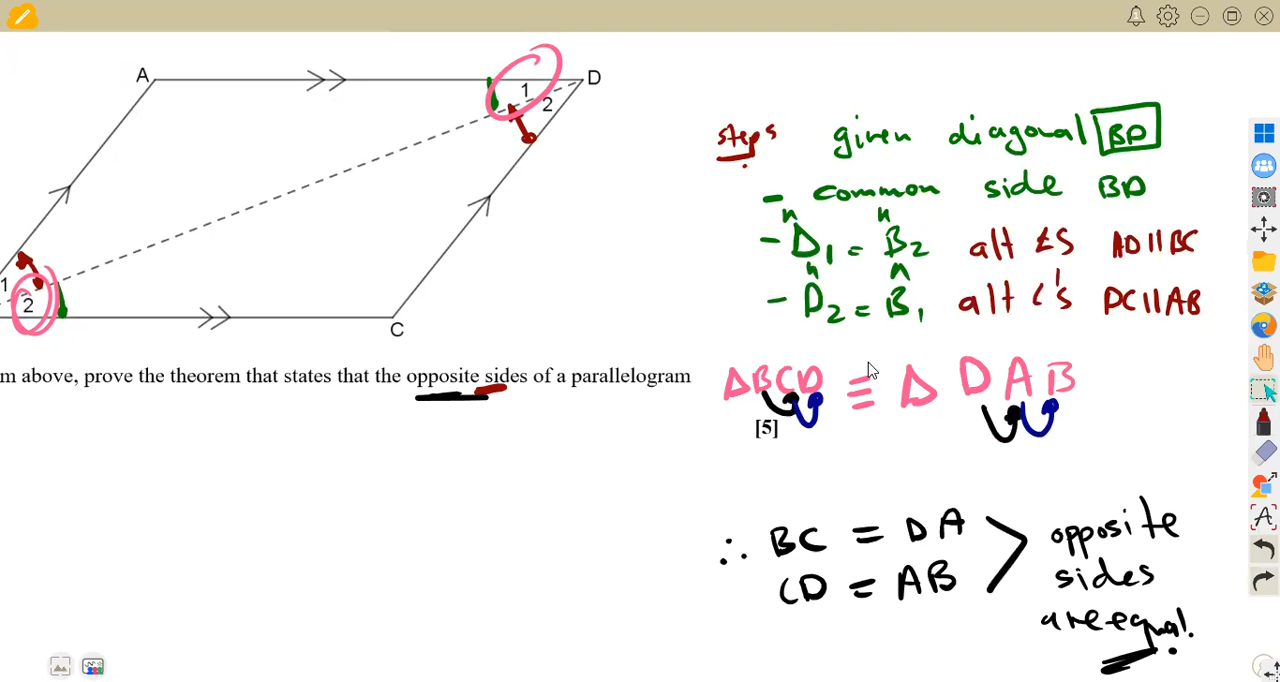 A
D
1
2
1
2
C
m above, prove the theorem that states that the opposite sides of a parallelogram
[5]
steps given diagonal BD
- common side BD
- D̂1 = B̂2 alt ∠s AD∥BC
- D̂2 = B̂1 alt ∠'s DC∥AB
ΔBCD ≡ ΔDAB
∴ BC = DA
CD = AB
opposite
sides
are equal.